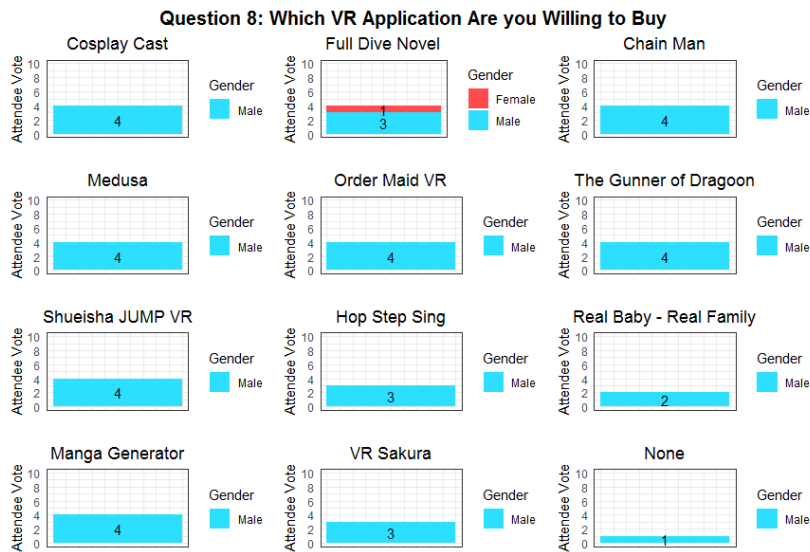 Question 8: Which VR Application Are you Willing to Buy
Cosplay Cast
Attendee Vote
10
8
6
4
2
0
4
Gender
Male
Full Dive Novel
Attendee Vote
10
8
6
4
2
0
1
3
Gender
Female
Male
Chain Man
Attendee Vote
10
8
6
4
2
0
4
Gender
Male
Medusa
Attendee Vote
10
8
6
4
2
0
4
Gender
Male
Order Maid VR
Attendee Vote
10
8
6
4
2
0
4
Gender
Male
The Gunner of Dragoon
Attendee Vote
10
8
6
4
2
0
4
Gender
Male
Shueisha JUMP VR
Attendee Vote
10
8
6
4
2
0
4
Gender
Male
Hop Step Sing
Attendee Vote
10
8
6
4
2
0
3
Gender
Male
Real Baby - Real Family
Attendee Vote
10
8
6
4
2
0
2
Gender
Male
Manga Generator
Attendee Vote
10
8
6
4
2
0
4
Gender
Male
VR Sakura
Attendee Vote
10
8
6
4
2
0
3
Gender
Male
None
Attendee Vote
10
8
6
4
2
0
1
Gender
Male